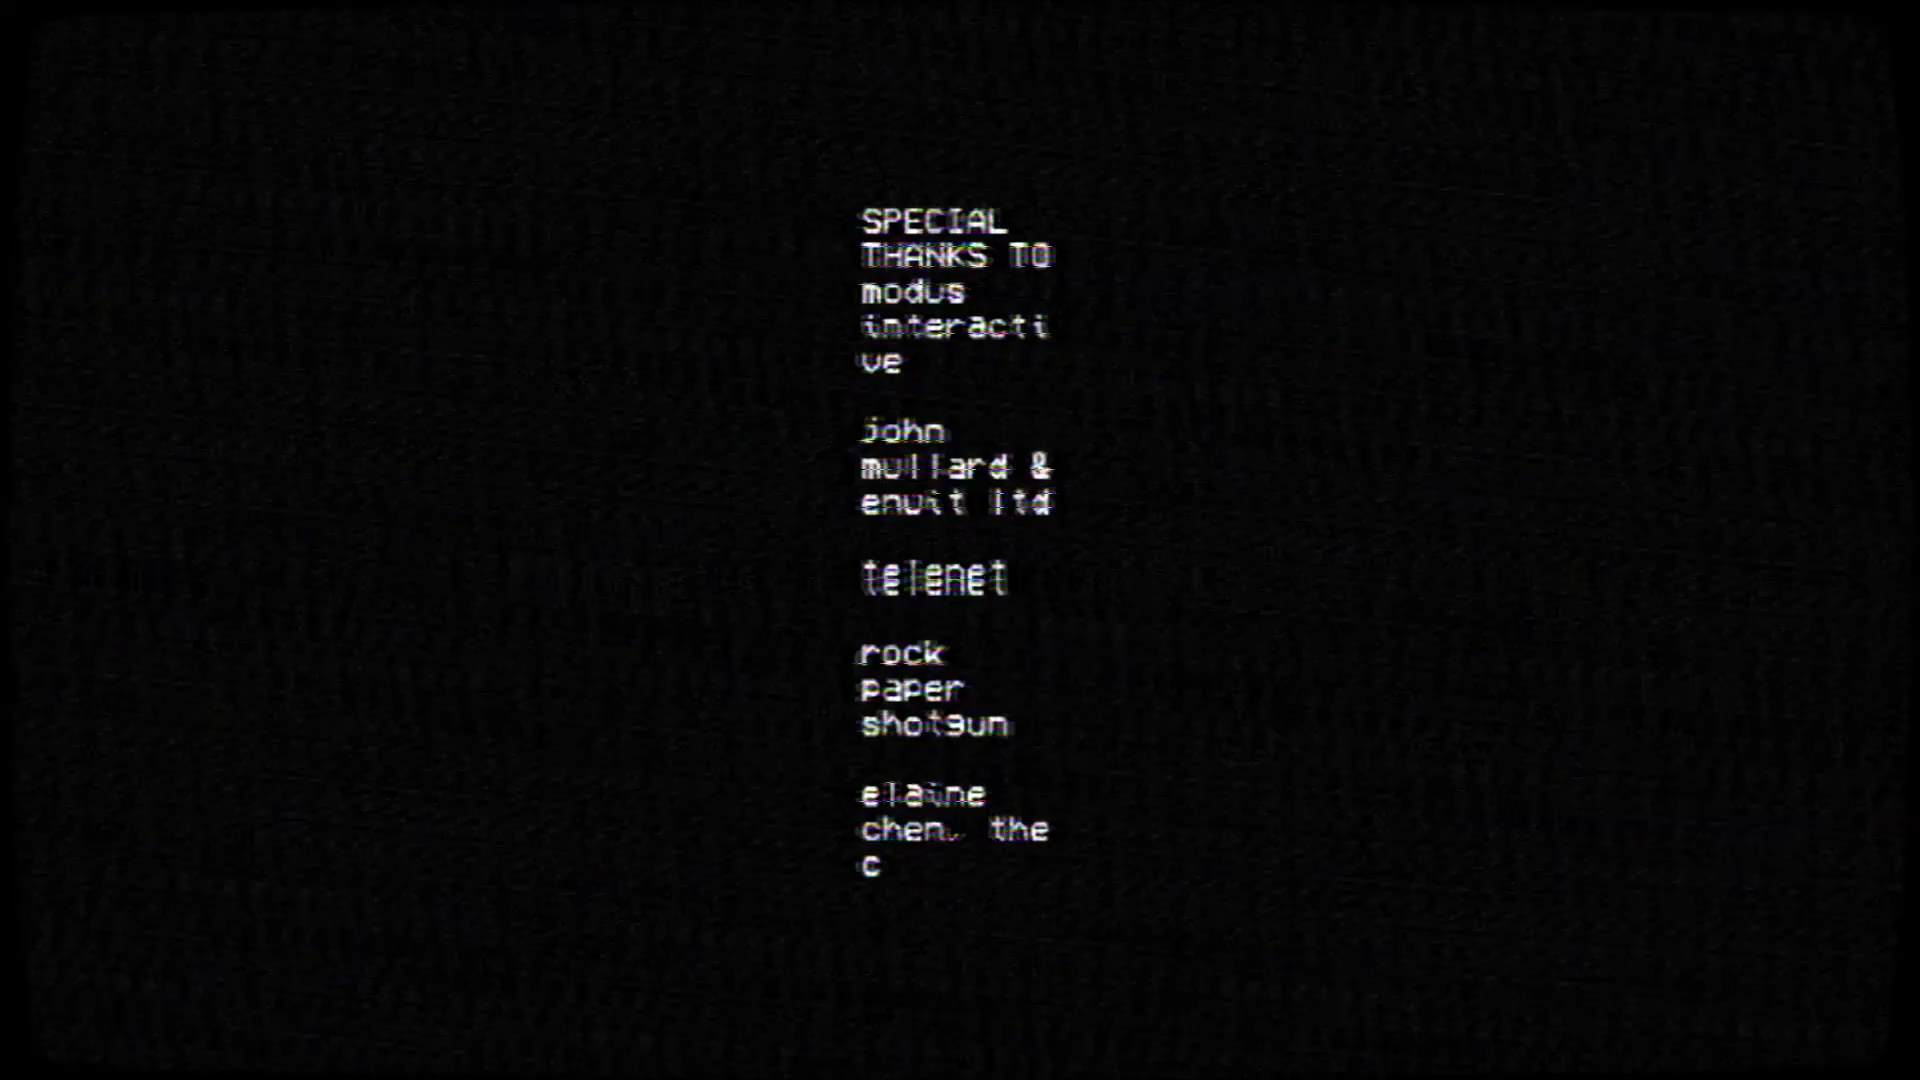 SPECIAL
THANKS TO
modus
interacti
ve
john
mullard &
enuit ltd
telenet
rock
paper
shotgun
elaine
chen, the
c